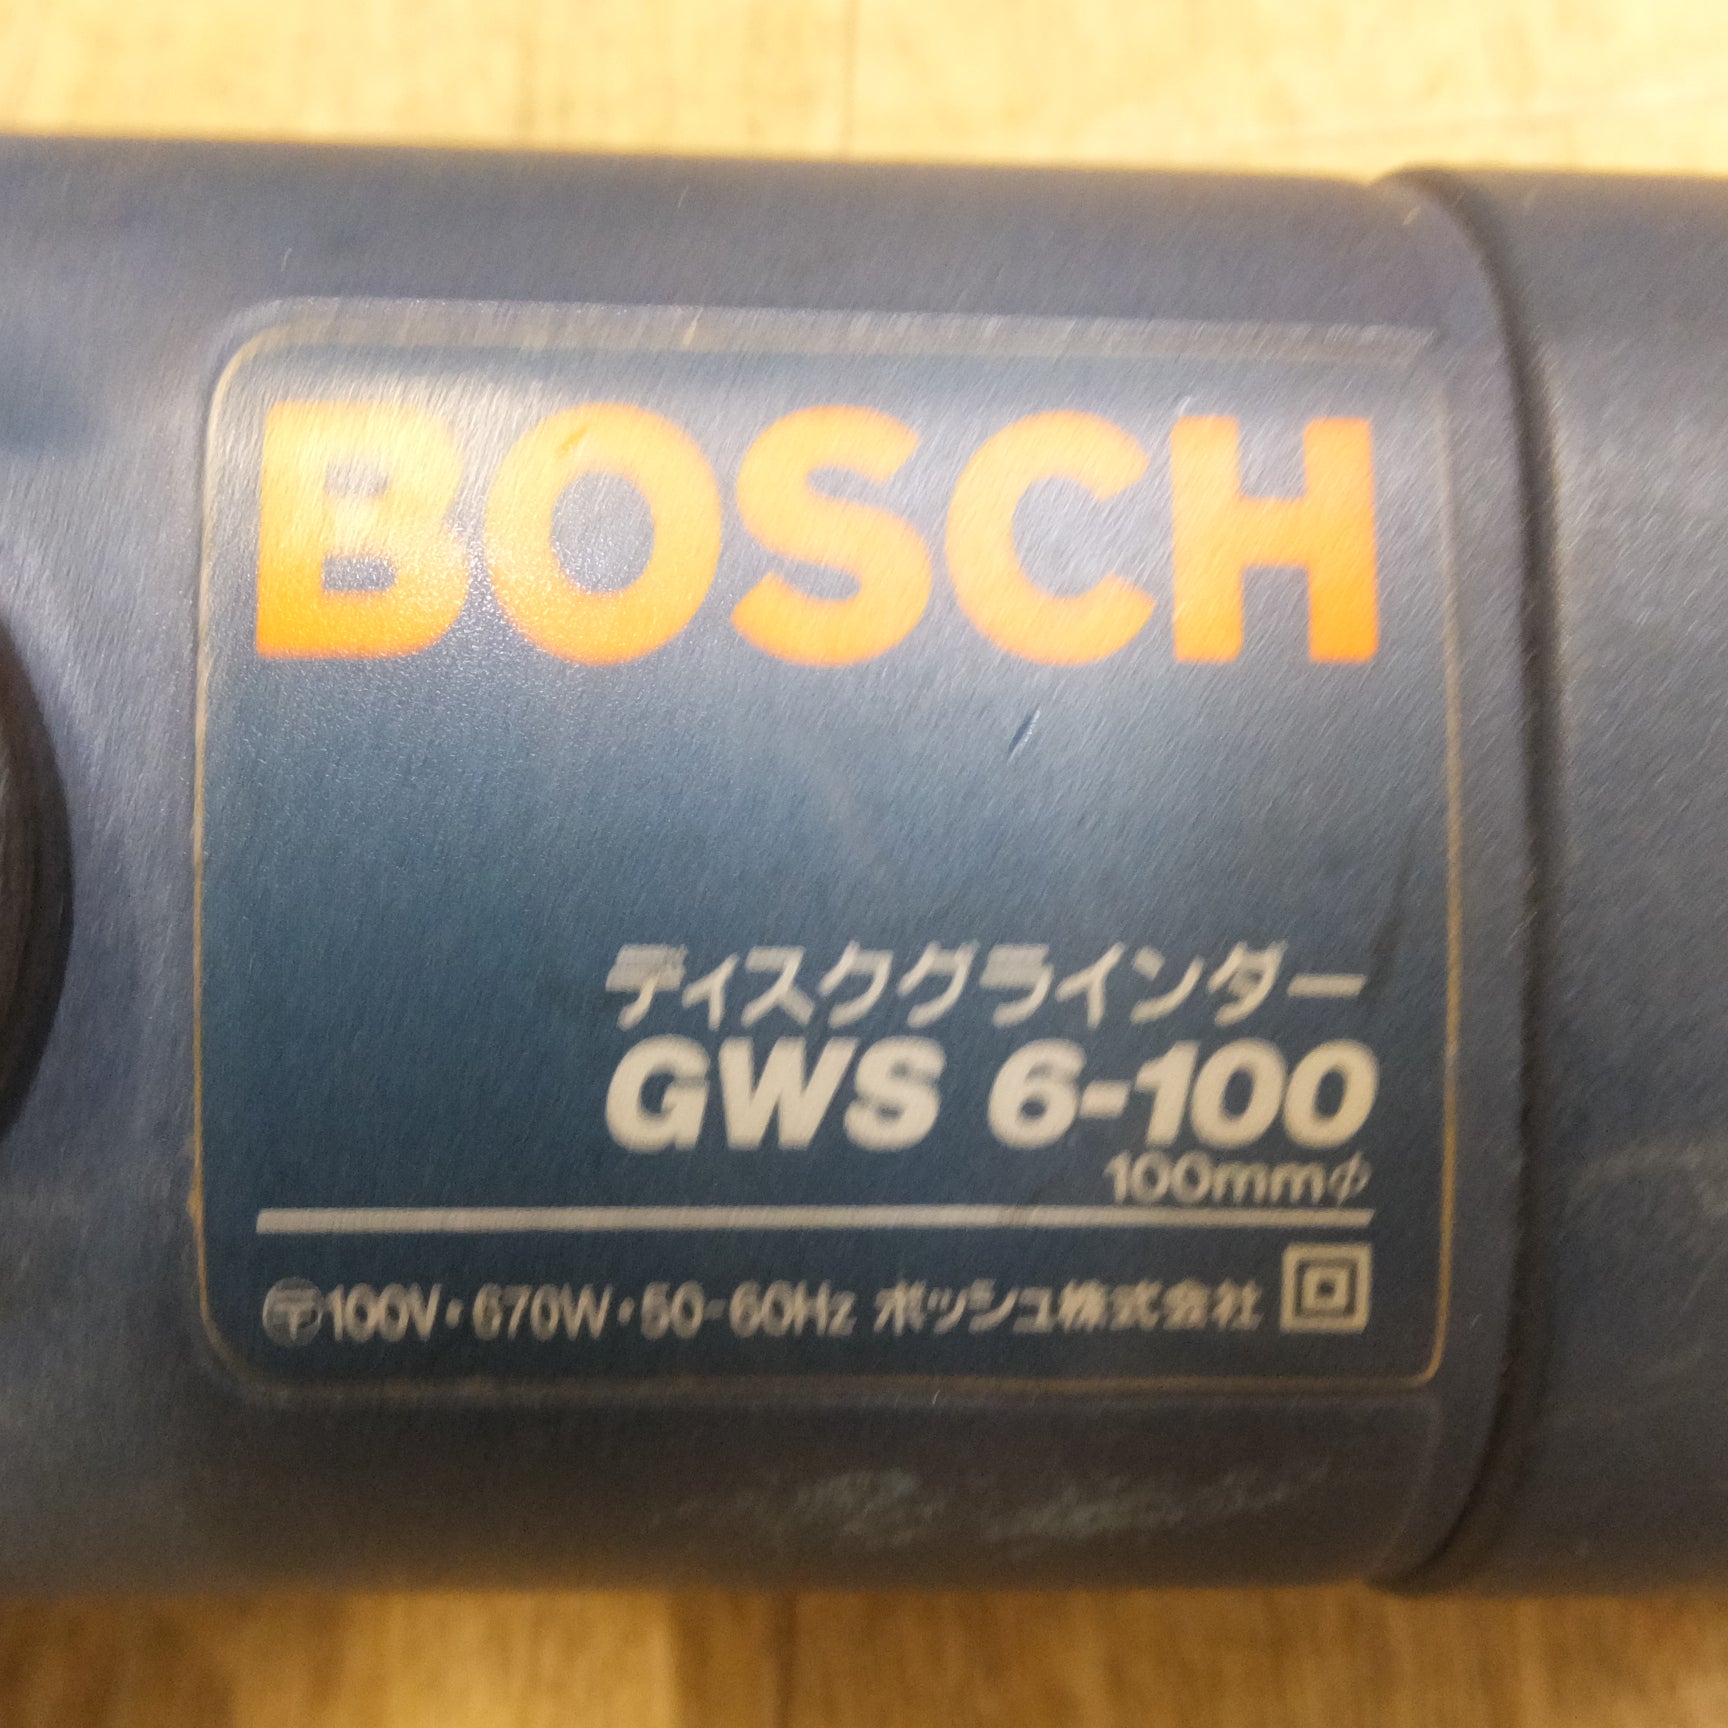 BOSCH
ディスクグラインダー
GWS 6-100
100mmφ
〶100V・670W・50-60Hz ボッシュ株式会社